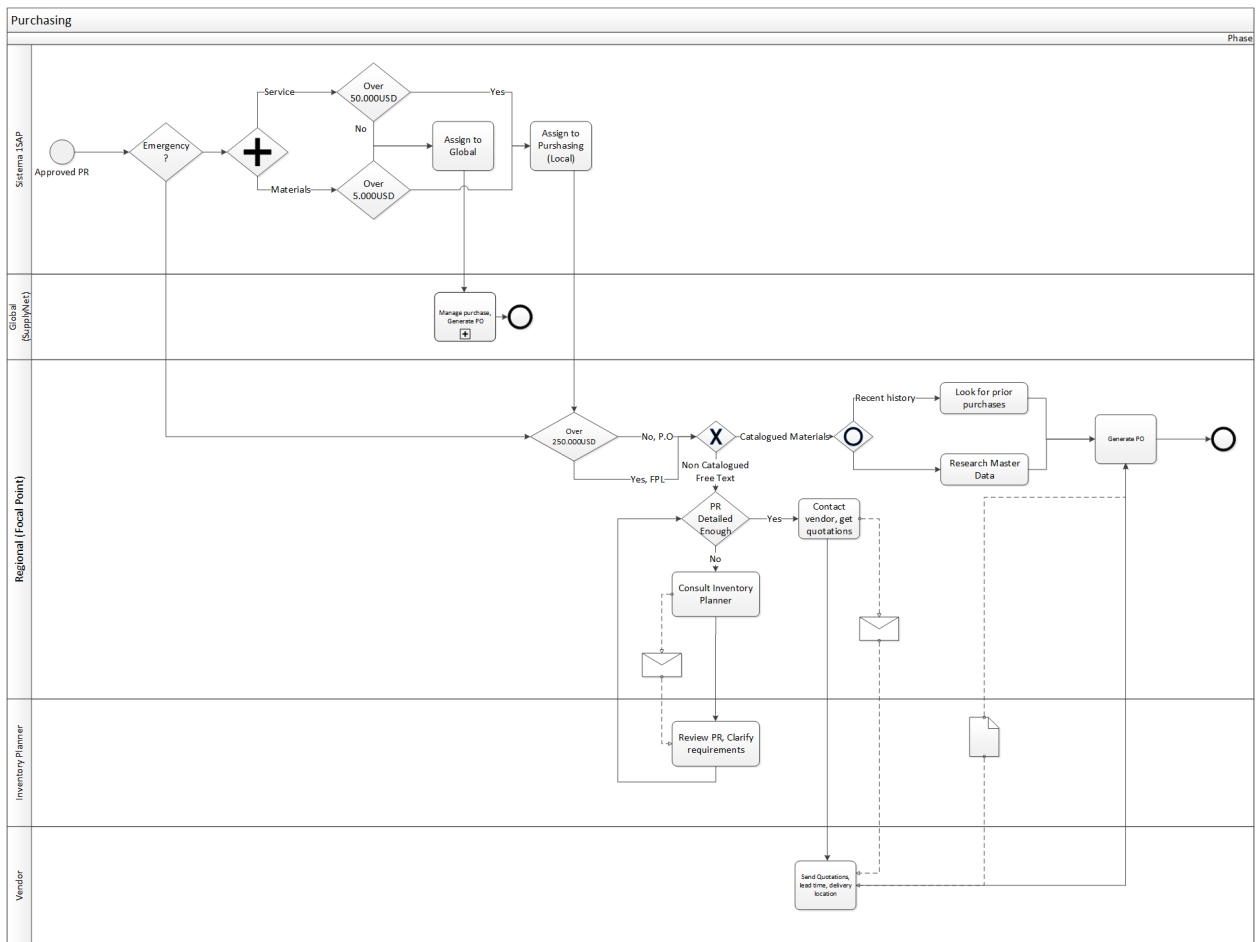 Purchasing
Phase
Sistema 1SAP
Approved PR
Emergency
?
Service
Materials
Over
50.000USD
No
Over
5.000USD
Yes
Assign to
Global
Assign to
Purshasing
(Local)
Global
(SupplyNet)
Manage purchase,
Generate PO
Regional (Focal Point)
Over
250.000USD
No, P.O
Yes, FPL
X
Catalogued Materials
Non Catalogued
Free Text
Recent history
Look for prior
purchases
Research Master
Data
Generate PO
PR
Detailed
Enough
Yes
No
Contact
vendor, get
quotations
Consult Inventory
Planner
Inventory Planner
Review PR, Clarify
requirements
Vendor
Send Quotations,
lead time, delivery
location